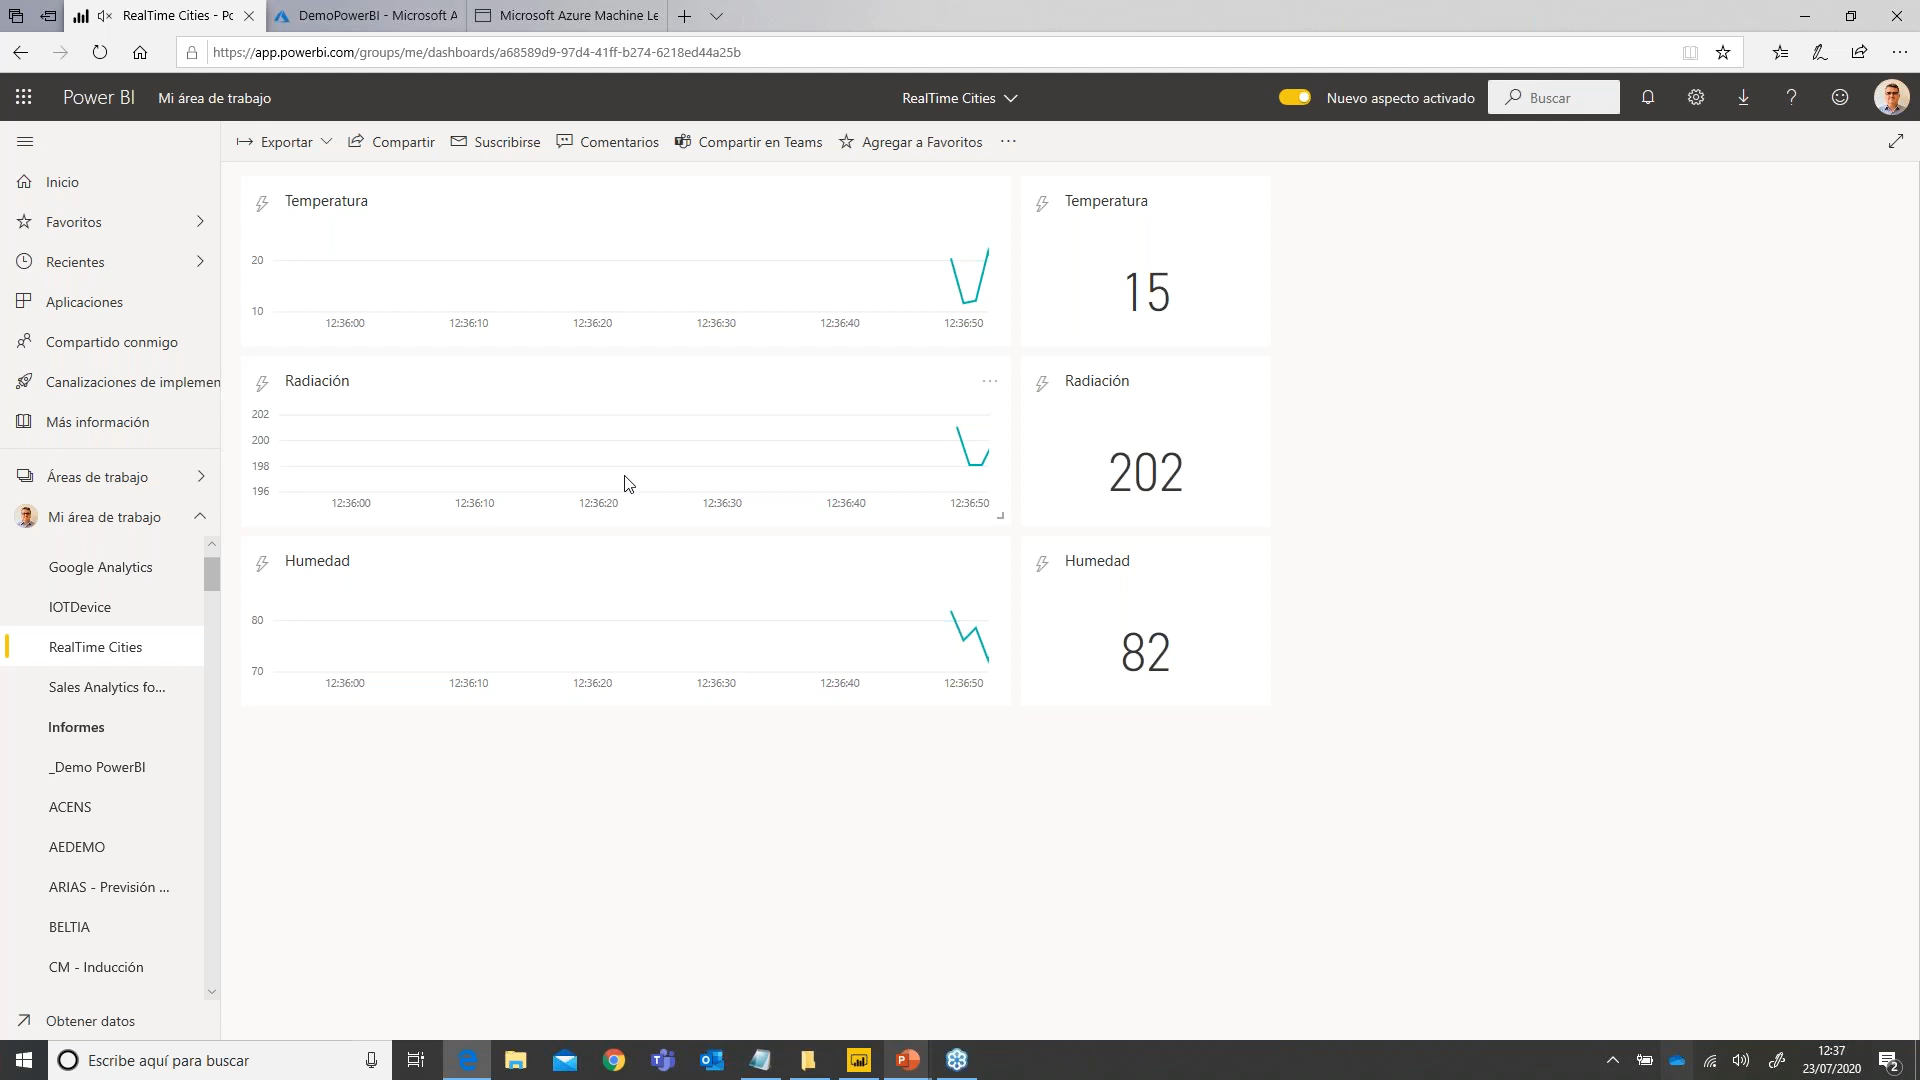 RealTime Cities - Pc
DemoPowerBI - Microsoft A
Microsoft Azure Machine Le
https://app.powerbi.com/groups/me/dashboards/a68589d9-97d4-41ff-b274-6218ed44a25b
Power BI
Mi área de trabajo
RealTime Cities
Nuevo aspecto activado
Buscar
Exportar
Compartir
Suscribirse
Comentarios
Compartir en Teams
Agregar a Favoritos
Inicio
Favoritos
Recientes
Aplicaciones
Compartido conmigo
Canalizaciones de implemen
Más información
Áreas de trabajo
Mi área de trabajo
Google Analytics
IOTDevice
RealTime Cities
Sales Analytics fo...
Informes
_Demo PowerBI
ACENS
AEDEMO
ARIAS - Previsión ...
BELTIA
CM - Inducción
Obtener datos
Temperatura
20
10
12:36:00 12:36:10 12:36:20 12:36:30 12:36:40 12:36:50
Temperatura
15
Radiación
202
200
198
196
12:36:00 12:36:10 12:36:20 12:36:30 12:36:40 12:36:50
Radiación
202
Humedad
80
70
12:36:00 12:36:10 12:36:20 12:36:30 12:36:40 12:36:50
Humedad
82
Escribe aquí para buscar
12:37
23/07/2020
2